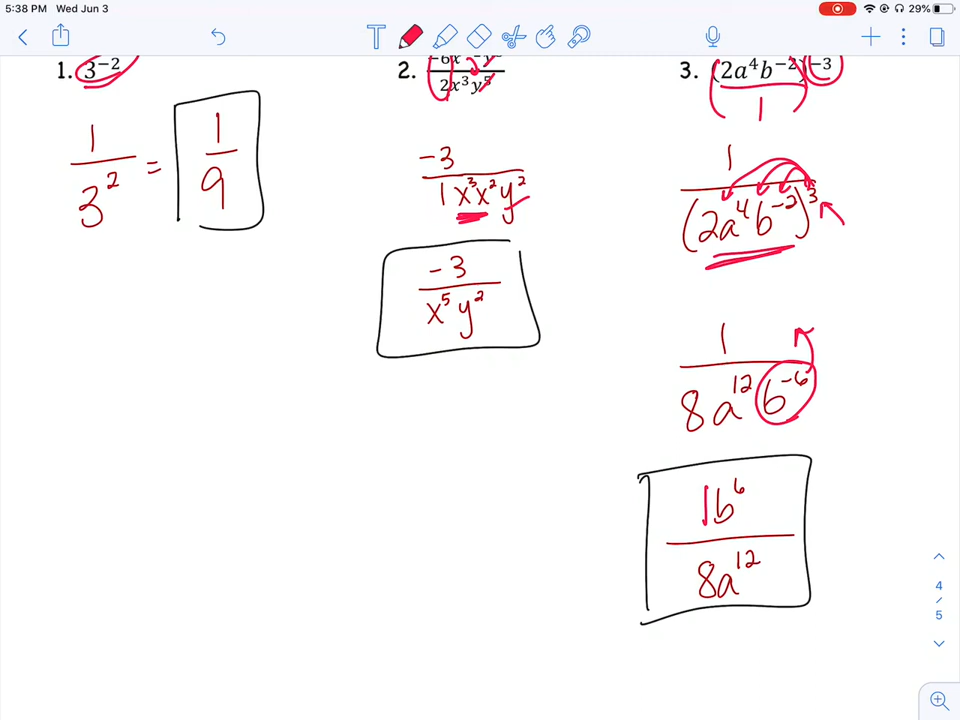 5:38 PM Wed Jun 3 29%
1. 3⁻²
1
3² =
1
9
2.
2x³y⁵
-3
1x³x²y²
-3
x⁵y²
3. (2a⁴b⁻²)⁻³
1
1
(2a⁴b⁻²)³
1
8a¹²b⁻⁶
1b⁶
8a¹²
4
/
5